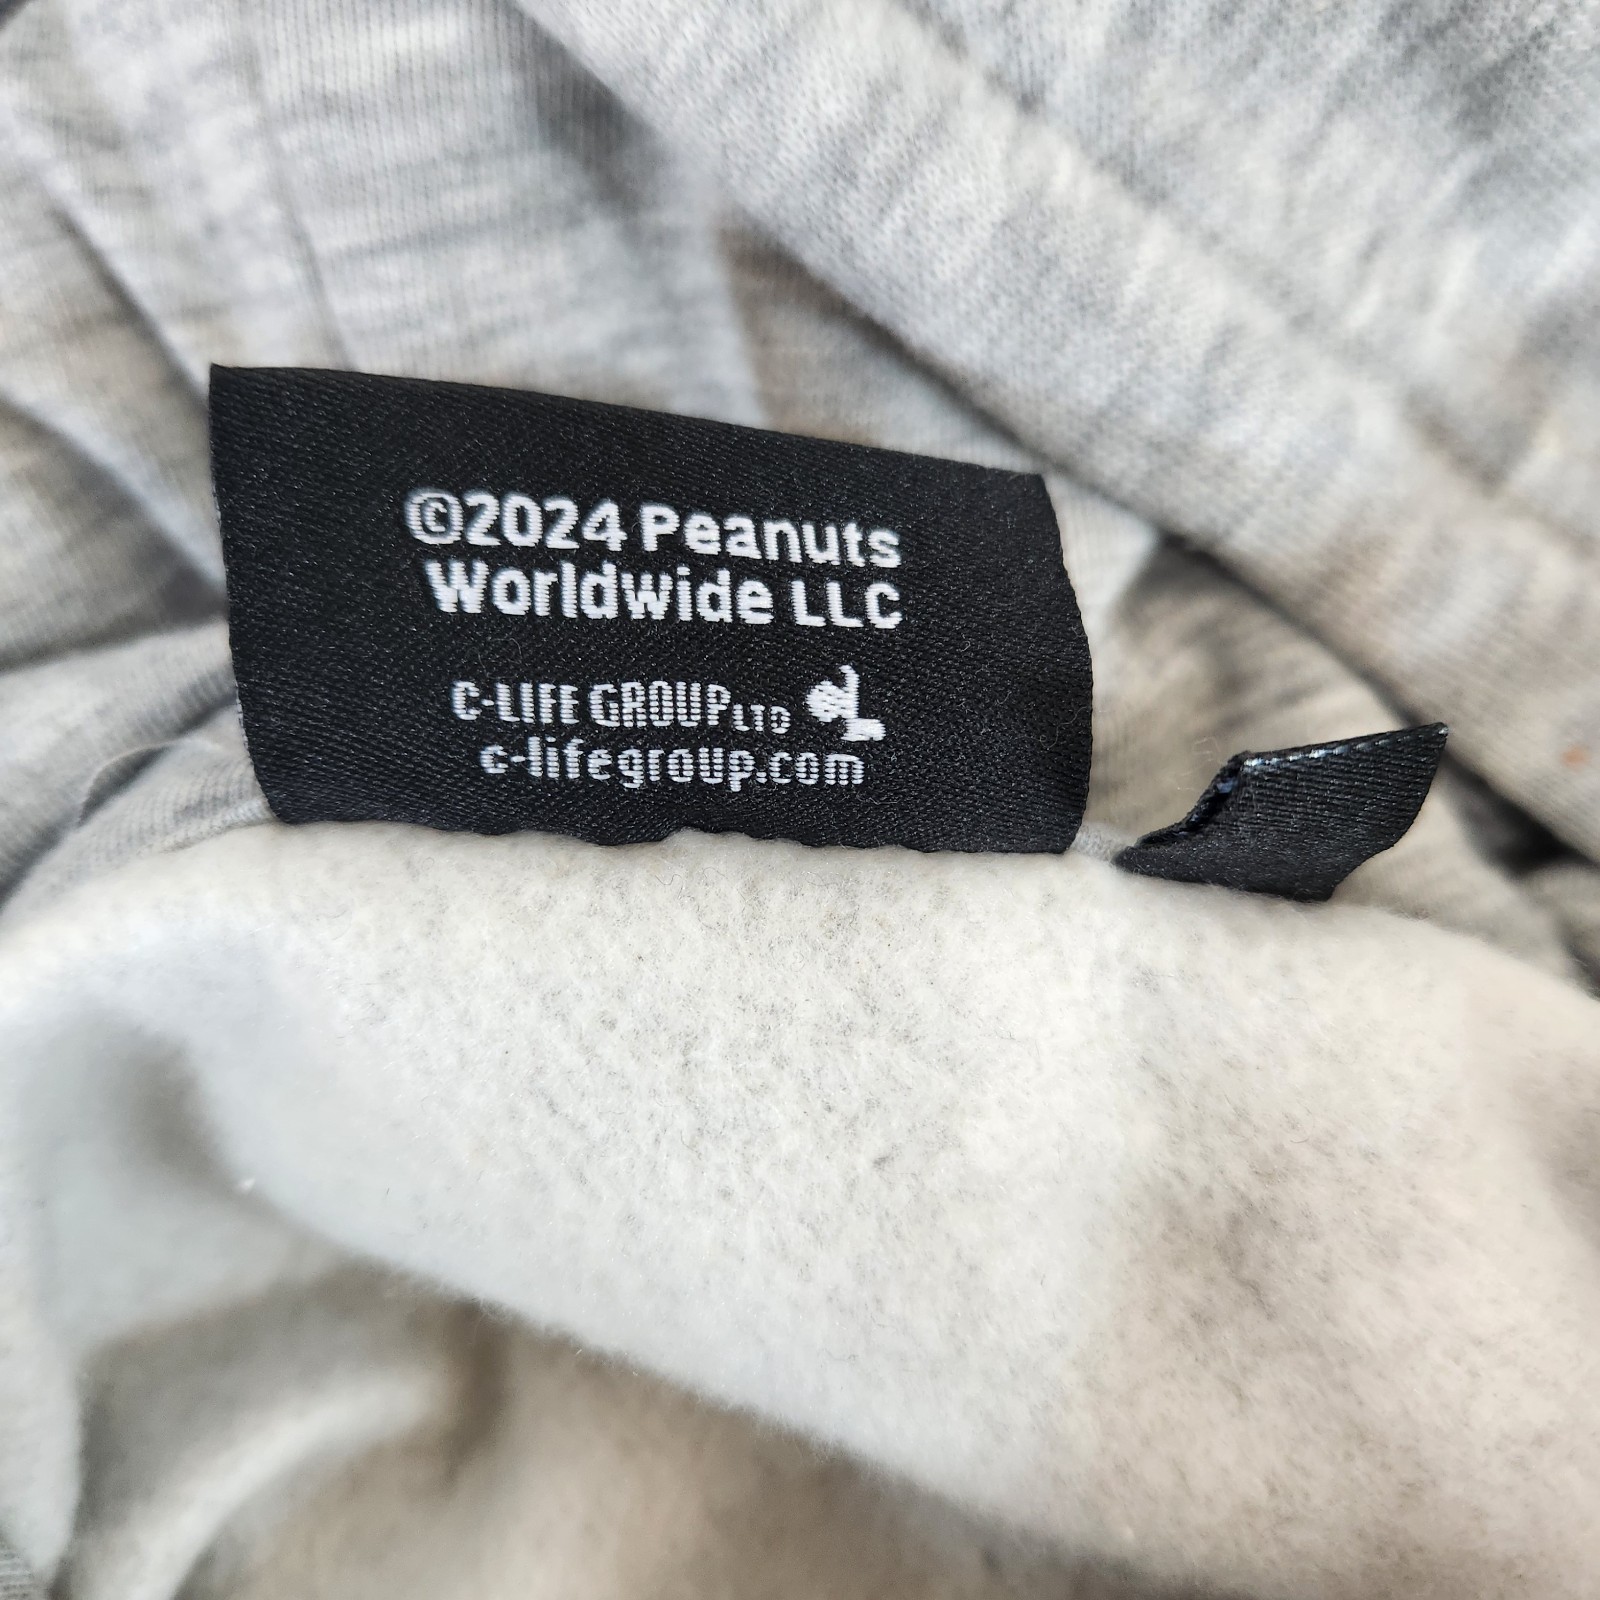 ©2024 Peanuts
Worldwide LLC
C-LIFE GROUP LTD
c-lifegroup.com